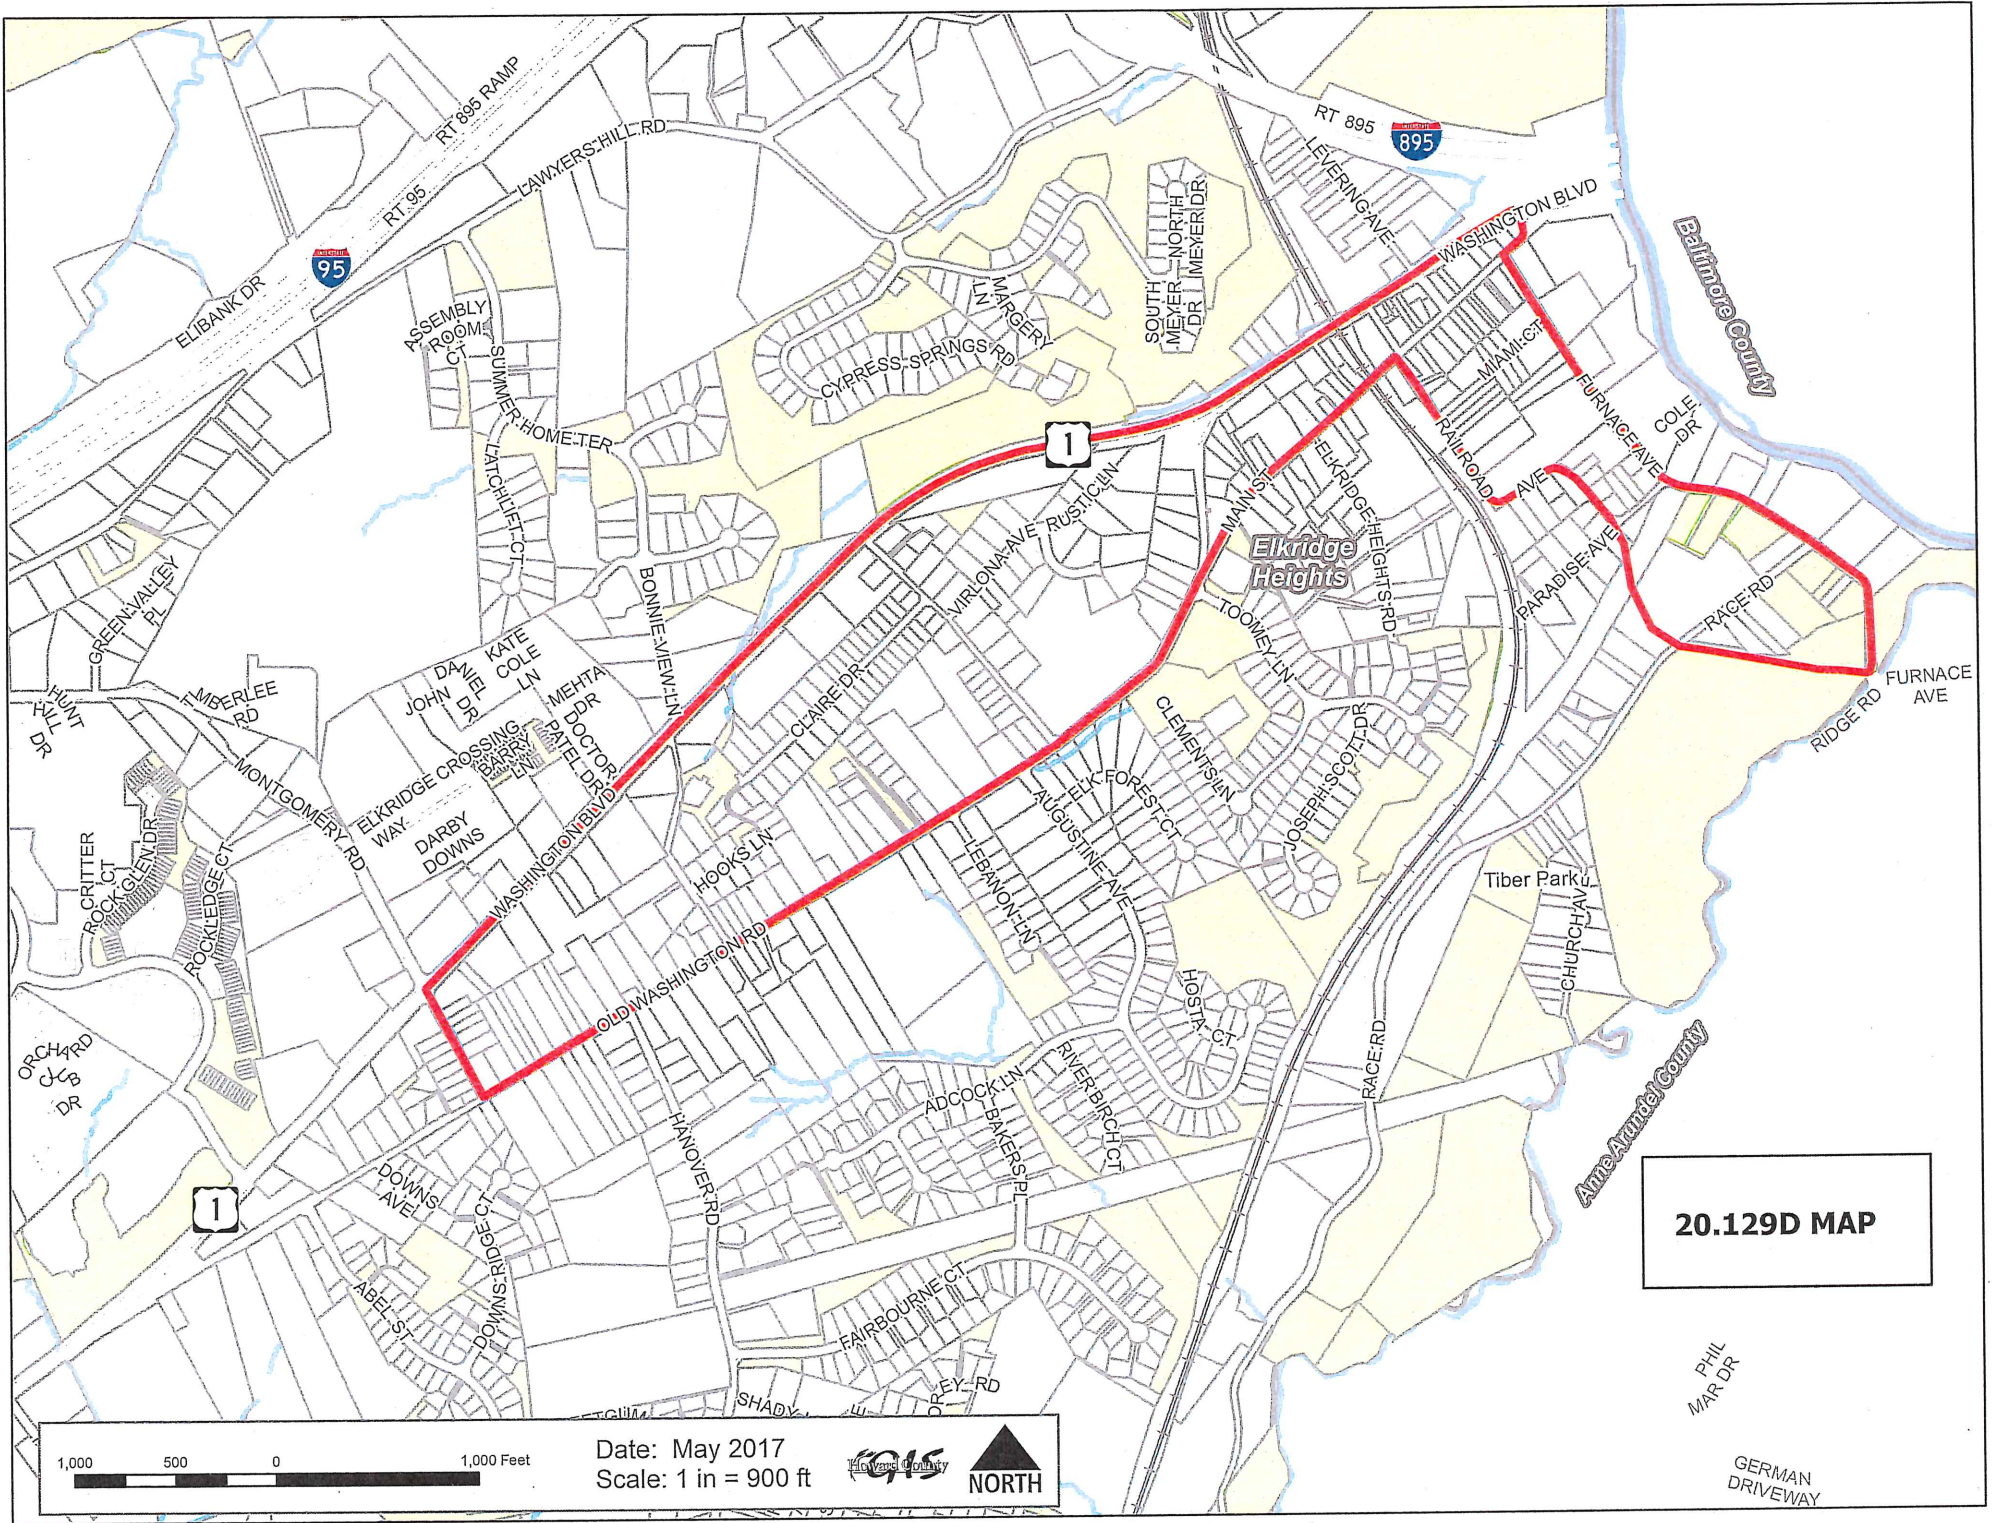 RT 895 RAMP
RT 895
INTERSTATE
895
LAWYERS HILL RD
LEVERING AVE
RT 95
INTERSTATE
95
WASHINGTON BLVD
Baltimore County
ELIBANK DR
ASSEMBLY
ROOM
CT
SOUTH
MEYER
DR
NORTH
MEYER DR
MARGERY
LN
CYPRESS SPRINGS RD
SUMMER HOME TER
LATCHLIFT CT
MIAMI CT
FURNACE AVE
COLE
DR
1
RAILROAD
AVE
MAIN ST
ELKRIDGE HEIGHTS RD
Elkridge
Heights
RUSTIC LN
VIRLONA AVE
PARADISE AVE
RACE RD
TOOMEY LN
GREEN VALLEY
PL
BONNIE VIEW LN
KATE
COLE
LN
DANIEL
DR
JOHN
MEHTA
DR
DOCTOR
PATEL DR
CLAIRE DR
FURNACE
AVE
RIDGE RD
HUNT
HILL
DR
TIMBERLEE
RD
CLEMENTS LN
JOSEPH SCOTT DR
ELKRIDGE CROSSING
WAY
BARRY
LN
MONTGOMERY RD
DARBY
DOWNS
WASHINGTON BLVD
ELK FOREST CT
AUGUSTINE AVE
CRITTER
CT
ROCK GLEN DR
ROCKLEDGE CT
HOOKS LN
LEBANON LN
Tiber Park
CHURCH AV
OLD WASHINGTON RD
HOSTA CT
ORCHARD
CLUB
DR
RACE RD
ADCOCK LN
RIVERBIRCH CT
BAKERS PL
HANOVER RD
Anne Arundel County
DOWNS
AVE
DOWNS RIDGE CT
1
20.129D MAP
ABEL ST
FAIRBOURNE CT
EY RD
SHADY
PHIL
MAR DR
GERMAN
DRIVEWAY
1,000
500
0
1,000 Feet
Date: May 2017
Scale: 1 in = 900 ft
Howard County
GIS
NORTH